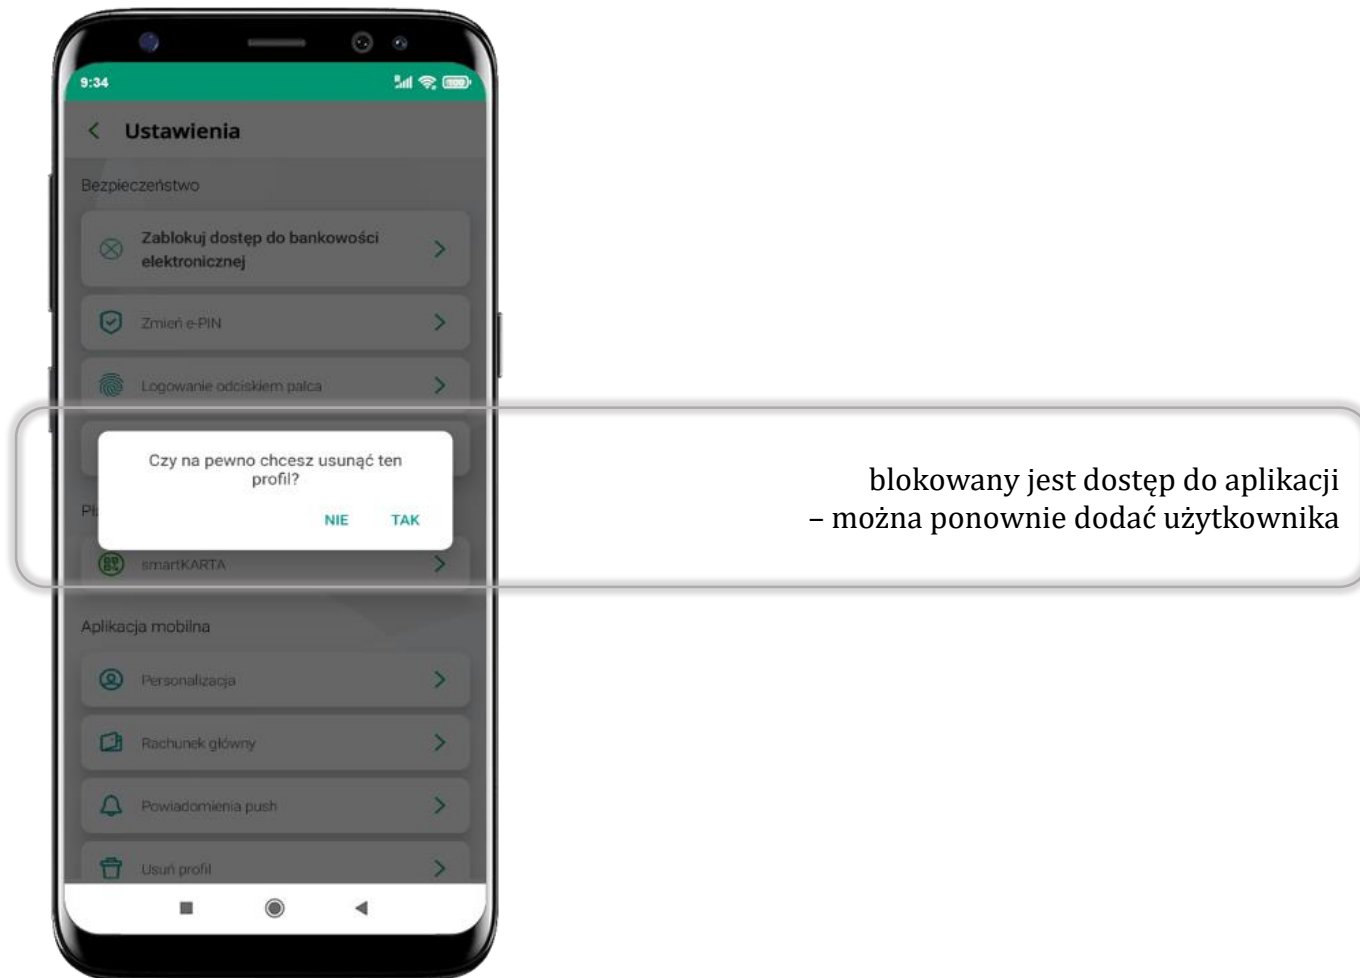 9:34
Ustawienia
Bezpieczeństwo
Zablokuj dostęp do bankowości
elektronicznej
Zmień e-PIN
Logowanie odciskiem palca
Czy na pewno chcesz usunąć ten
profil?
NIE TAK
blokowany jest dostęp do aplikacji
– można ponownie dodać użytkownika
smartKARTA
Aplikacja mobilna
Personalizacja
Rachunek główny
Powiadomienia push
Usuń profil